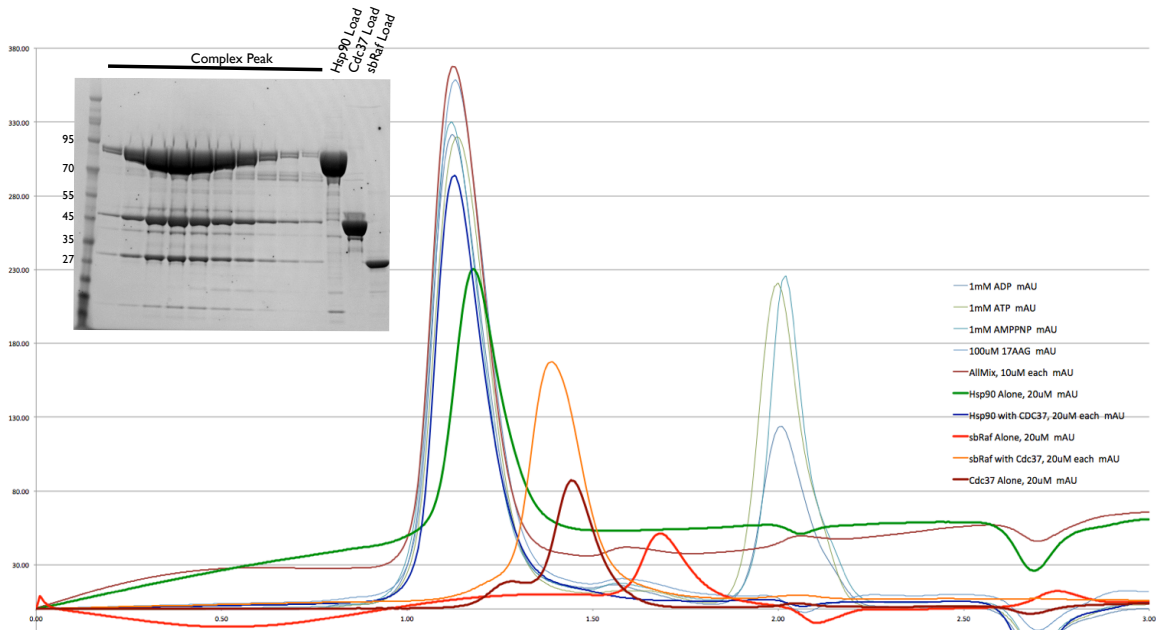 Complex Peak
Hsp90 Load
Cdc37 Load
sbRaf Load
95
70
55
45
35
27
380.00
330.00
280.00
230.00
180.00
130.00
80.00
30.00
0.00
0.50
1.00
1.50
2.00
2.50
3.00
1mM ADP mAU
1mM ATP mAU
1mM AMPPNP mAU
100uM 17AAG mAU
AllMix, 10uM each mAU
Hsp90 Alone, 20uM mAU
Hsp90 with CDC37, 20uM each mAU
sbRaf Alone, 20uM mAU
sbRaf with Cdc37, 20uM each mAU
Cdc37 Alone, 20uM mAU